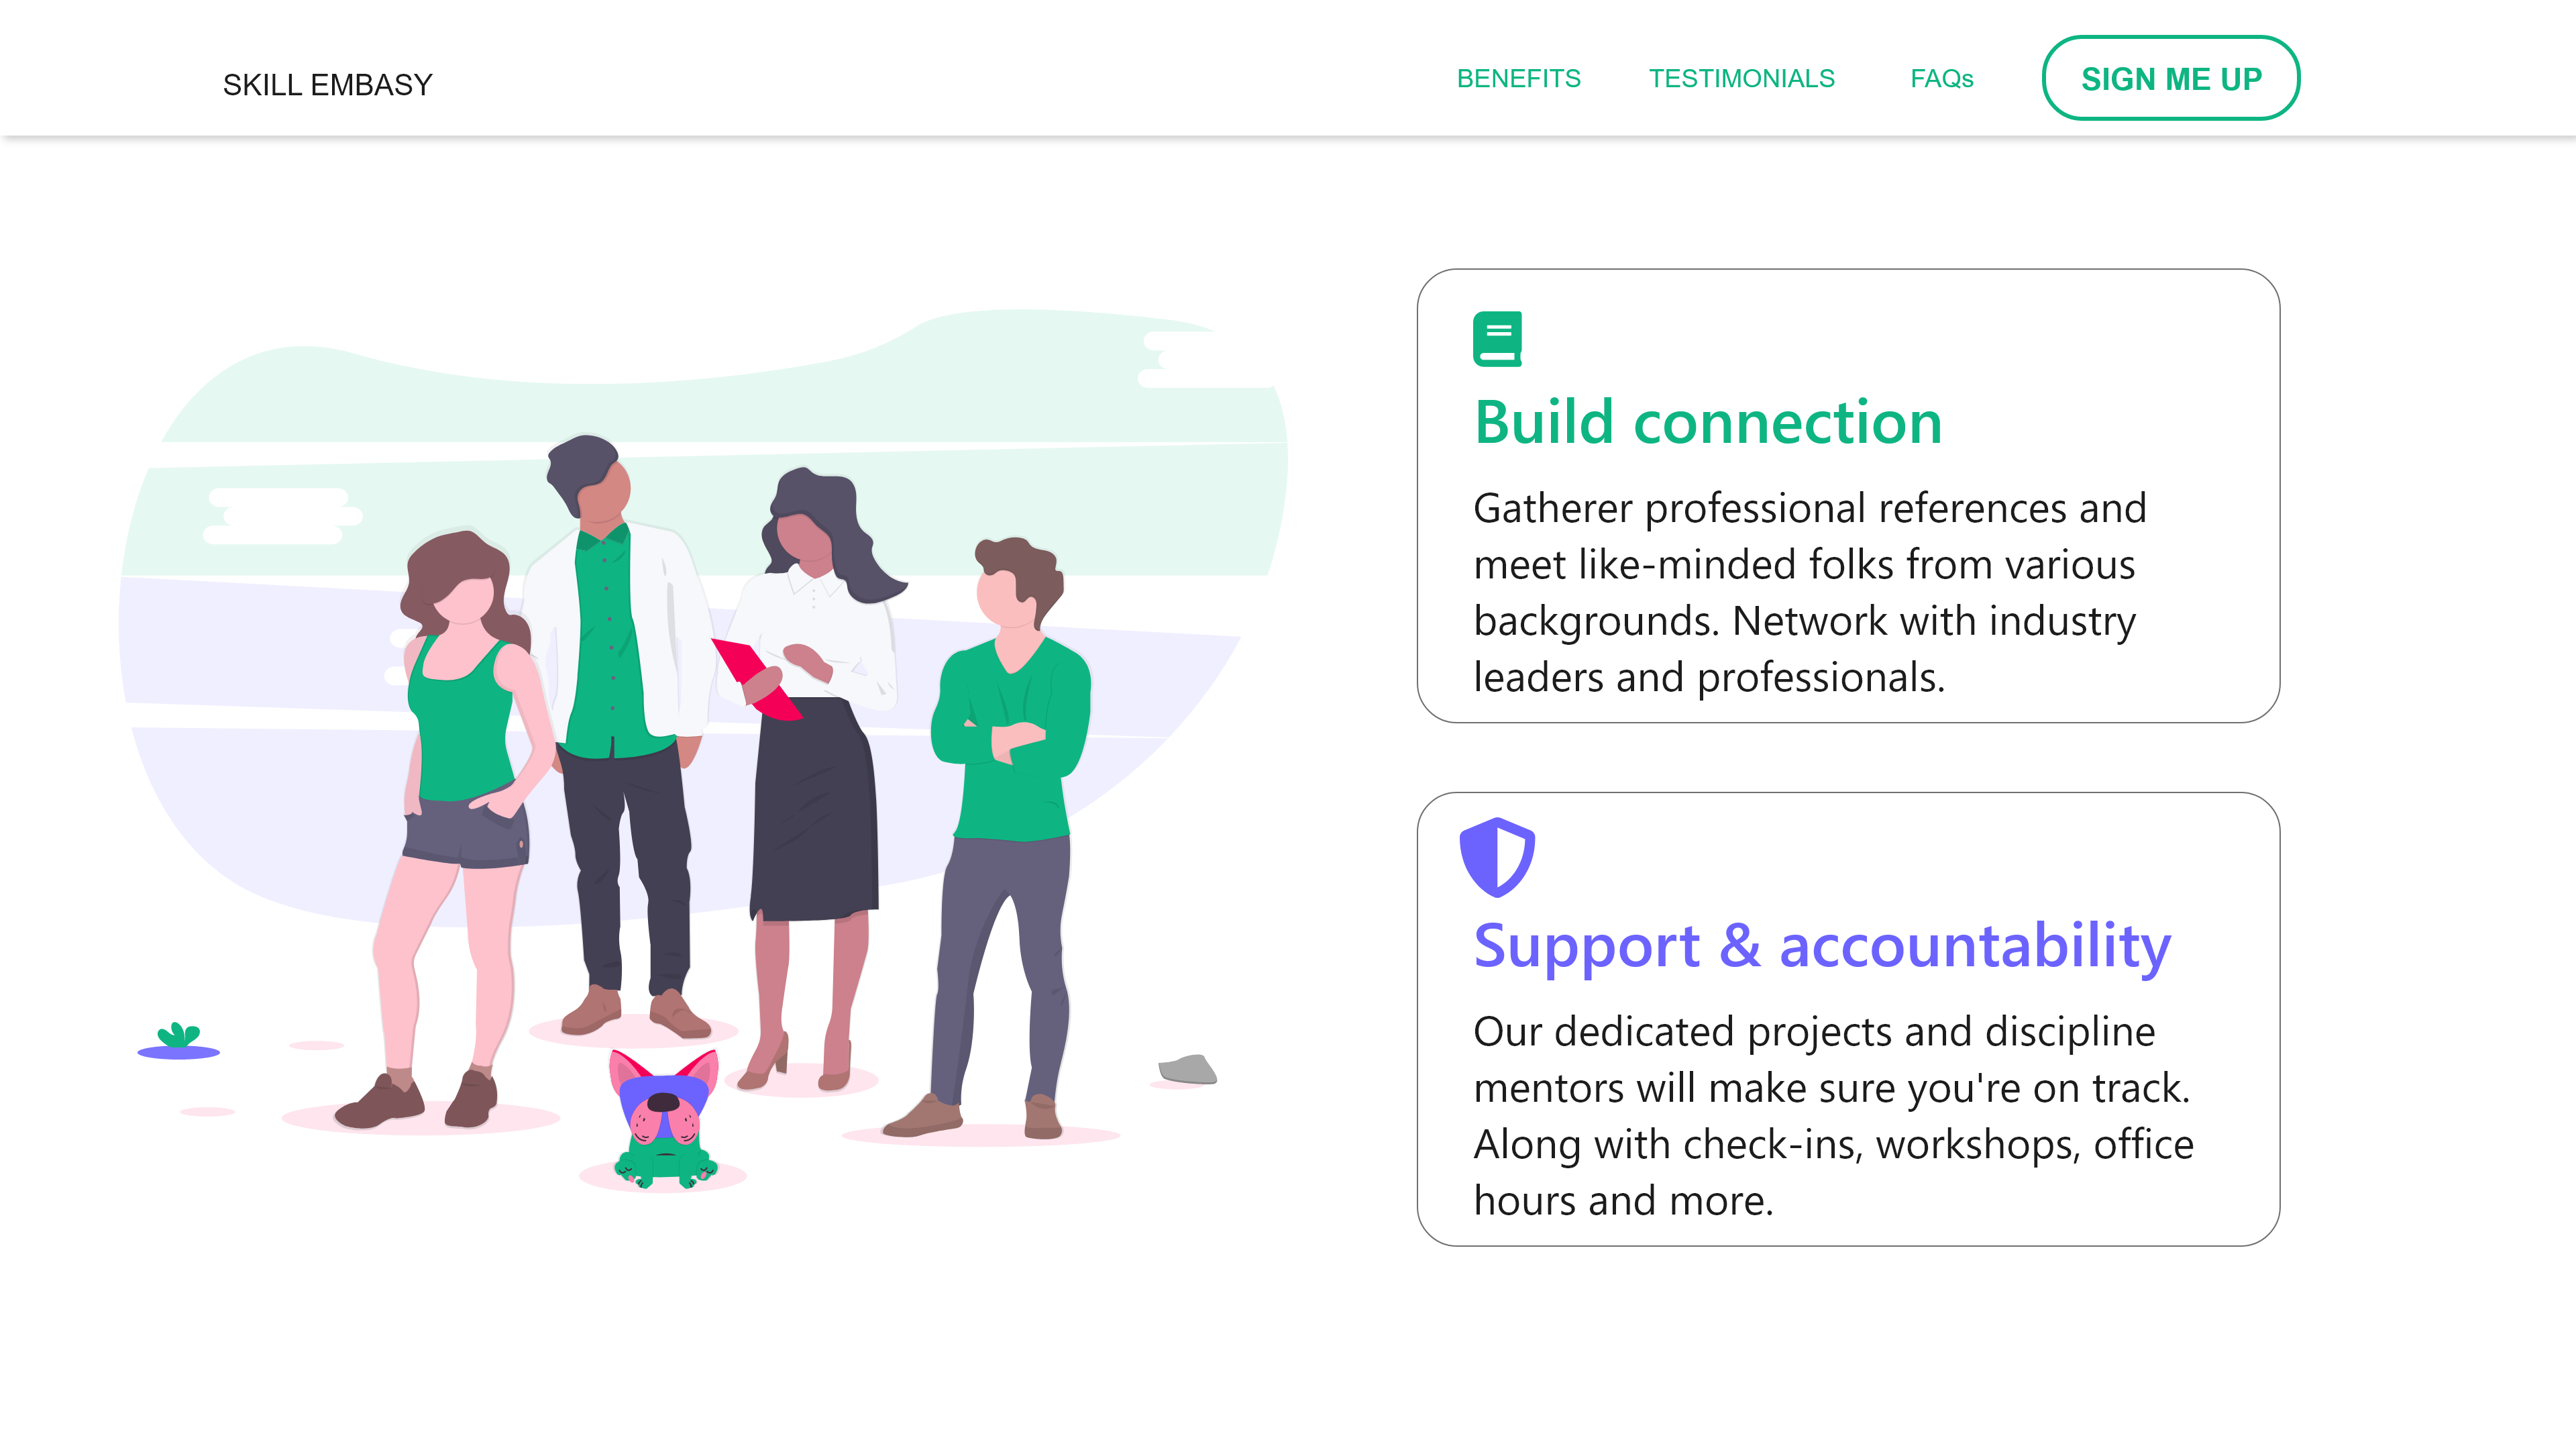 SKILL EMBASY
BENEFITS
TESTIMONIALS
FAQs
SIGN ME UP
Build connection
Gatherer professional references and
meet like-minded folks from various
backgrounds. Network with industry
leaders and professionals.
Support & accountability
Our dedicated projects and discipline
mentors will make sure you're on track.
Along with check-ins, workshops, office
hours and more.